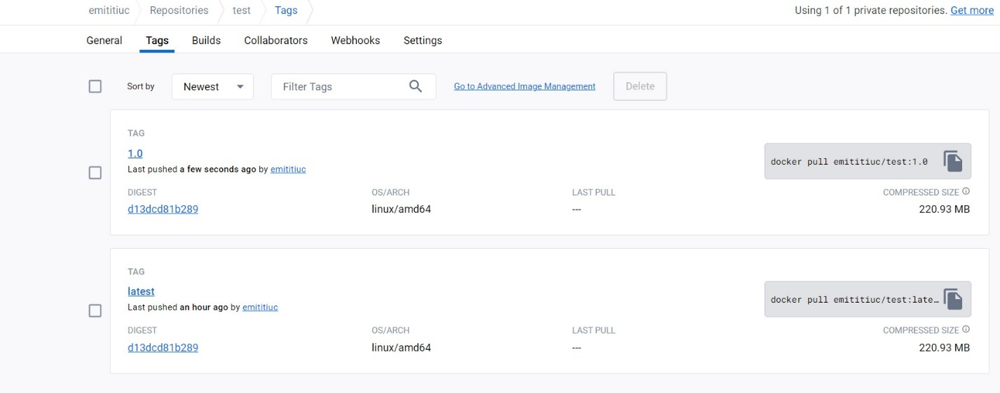 emititiuc Repositories test Tags Using 1 of 1 private repositories. Get more
General Tags Builds Collaborators Webhooks Settings
Sort by Newest Filter Tags Go to Advanced Image Management Delete
TAG
1.0
Last pushed a few seconds ago by emititiuc
docker pull emititiuc/test:1.0
DIGEST OS/ARCH LAST PULL COMPRESSED SIZE
d13dcd81b289 linux/amd64 --- 220.93 MB
TAG
latest
Last pushed an hour ago by emititiuc
docker pull emititiuc/test:late…
DIGEST OS/ARCH LAST PULL COMPRESSED SIZE
d13dcd81b289 linux/amd64 --- 220.93 MB